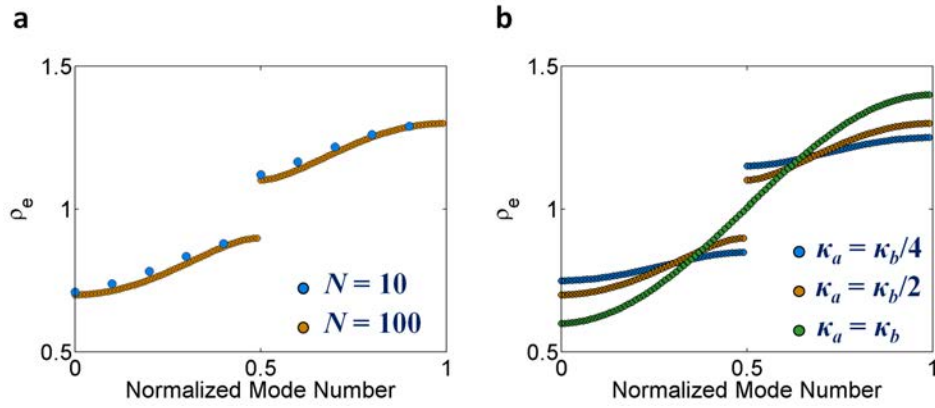 a
1.5
1
0.5
ρe
0
0.5
1
Normalized Mode Number
N = 10
N = 100
b
1.5
1
0.5
ρe
0
0.5
1
Normalized Mode Number
κa = κb/4
κa = κb/2
κa = κb